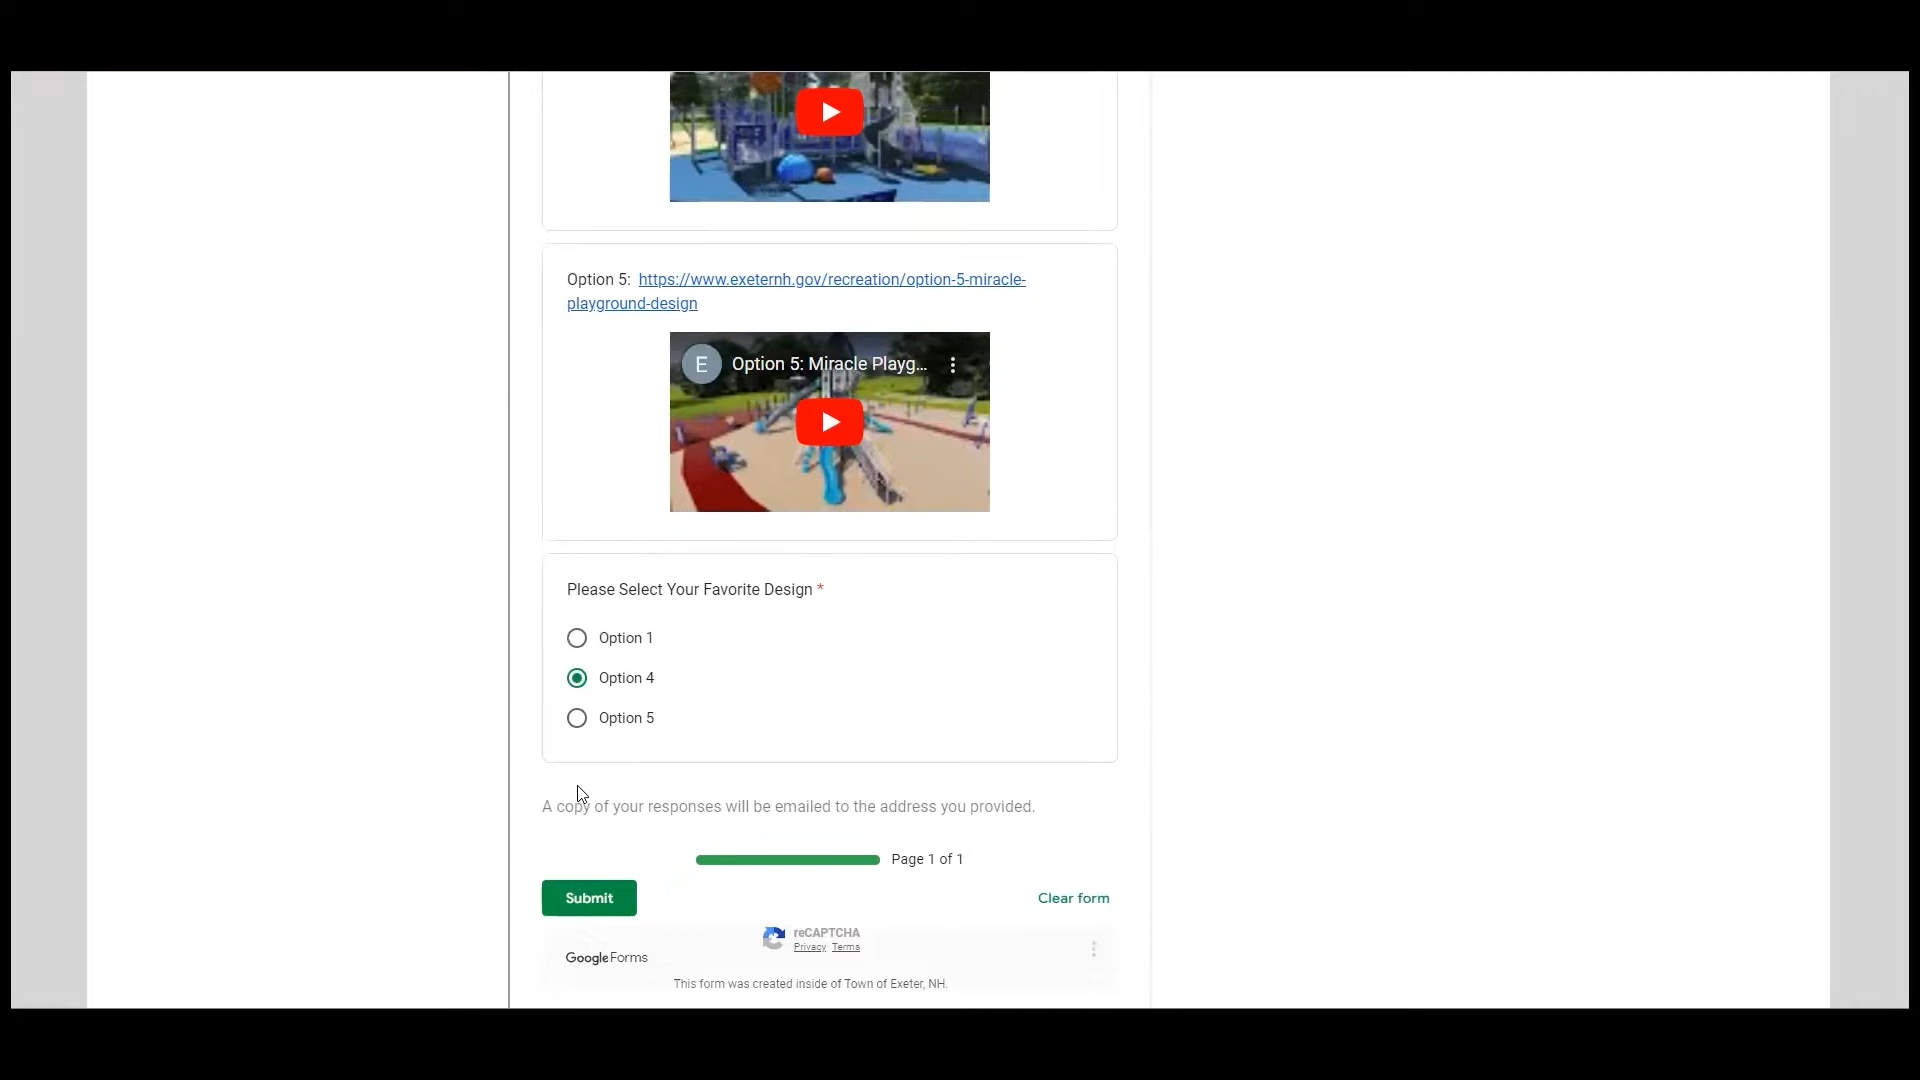 Option 5: https://www.exeternh.gov/recreation/option-5-miracle-
playground-design
E Option 5: Miracle Playg...
Please Select Your Favorite Design *
Option 1
Option 4
Option 5
A copy of your responses will be emailed to the address you provided.
Page 1 of 1
Submit
Clear form
reCAPTCHA
Privacy Terms
Google Forms
This form was created inside of Town of Exeter, NH.